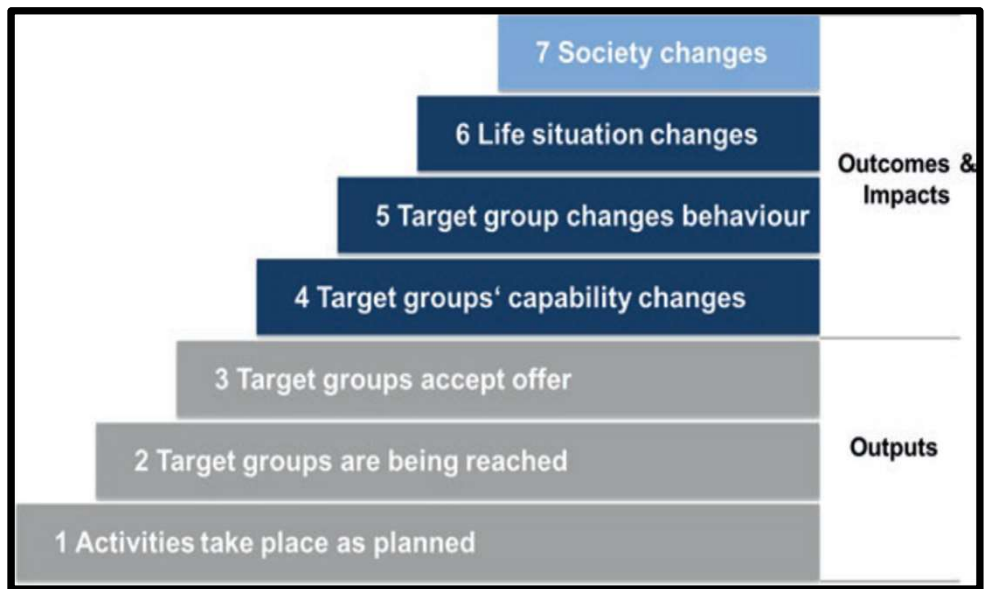 7 Society changes
6 Life situation changes
5 Target group changes behaviour
4 Target groups‘ capability changes
3 Target groups accept offer
2 Target groups are being reached
1 Activities take place as planned
Outcomes &
Impacts
Outputs